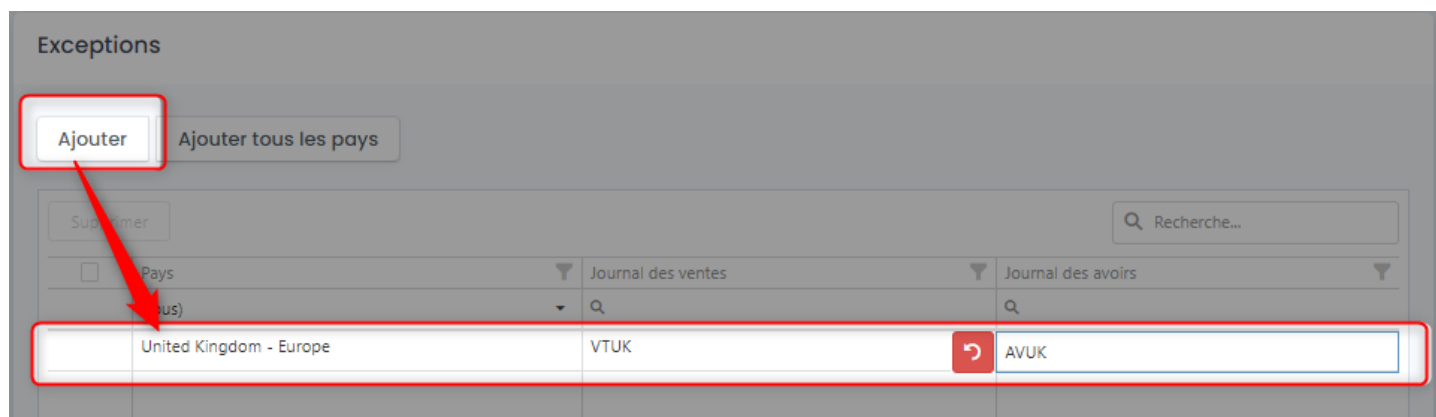 Exceptions
Ajouter Ajouter tous les pays
Recherche...
Pays Journal des ventes Journal des avoirs
United Kingdom - Europe VTUK AVUK